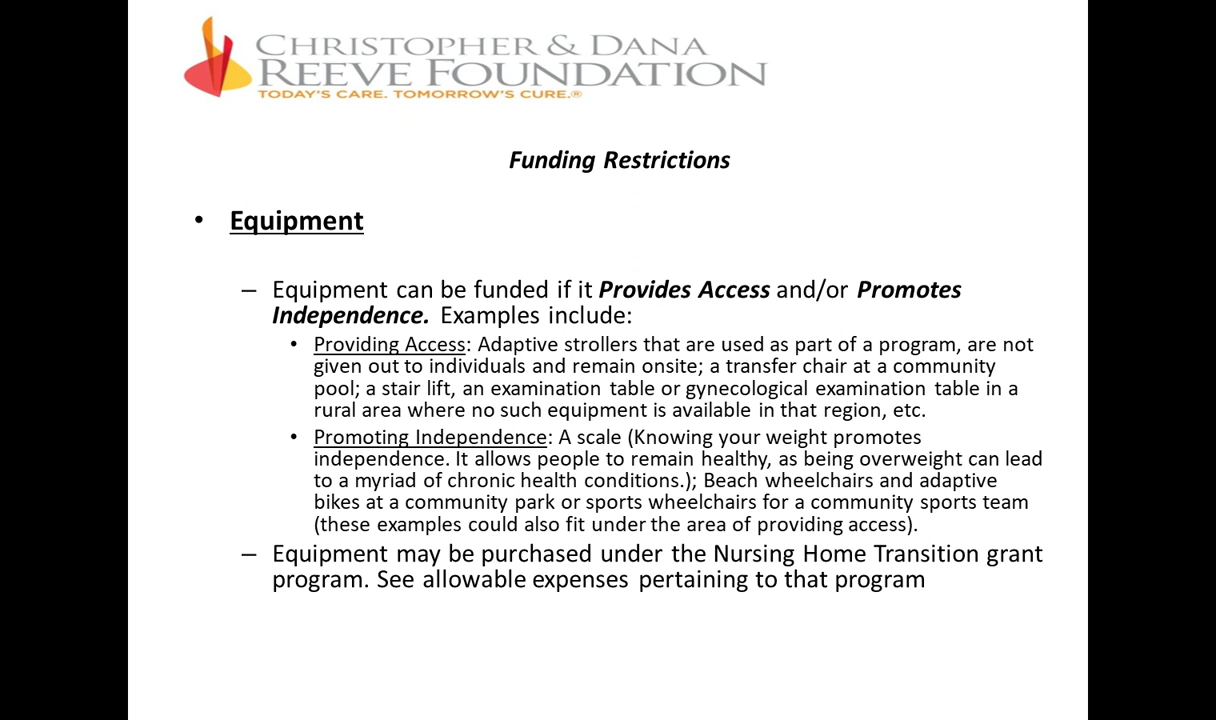 CHRISTOPHER & DANA
REEVE FOUNDATION
TODAY'S CARE. TOMORROW'S CURE.®
Funding Restrictions
• Equipment
– Equipment can be funded if it Provides Access and/or Promotes
Independence. Examples include:
• Providing Access: Adaptive strollers that are used as part of a program, are not
given out to individuals and remain onsite; a transfer chair at a community
pool; a stair lift, an examination table or gynecological examination table in a
rural area where no such equipment is available in that region, etc.
• Promoting Independence: A scale (Knowing your weight promotes
independence. It allows people to remain healthy, as being overweight can lead
to a myriad of chronic health conditions.); Beach wheelchairs and adaptive
bikes at a community park or sports wheelchairs for a community sports team
(these examples could also fit under the area of providing access).
– Equipment may be purchased under the Nursing Home Transition grant
program. See allowable expenses pertaining to that program